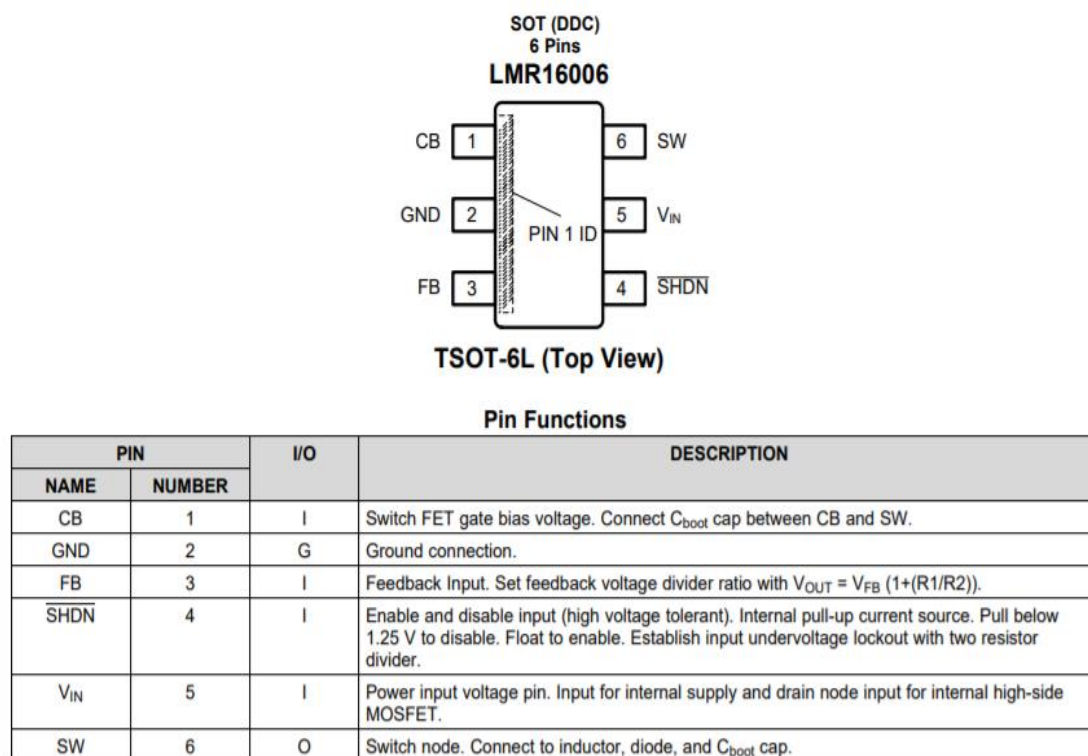 SOT (DDC)
6 Pins
LMR16006
CB 1 6 SW
GND 2 5 VIN
PIN 1 ID
FB 3 4 SHDN
TSOT-6L (Top View)
Pin Functions
PIN I/O DESCRIPTION
NAME NUMBER
CB 1 I Switch FET gate bias voltage. Connect Cboot cap between CB and SW.
GND 2 G Ground connection.
FB 3 I Feedback Input. Set feedback voltage divider ratio with VOUT = VFB (1+(R1/R2)).
SHDN 4 I Enable and disable input (high voltage tolerant). Internal pull-up current source. Pull below
1.25 V to disable. Float to enable. Establish input undervoltage lockout with two resistor
divider.
VIN 5 I Power input voltage pin. Input for internal supply and drain node input for internal high-side
MOSFET.
SW 6 O Switch node. Connect to inductor, diode, and Cboot cap.